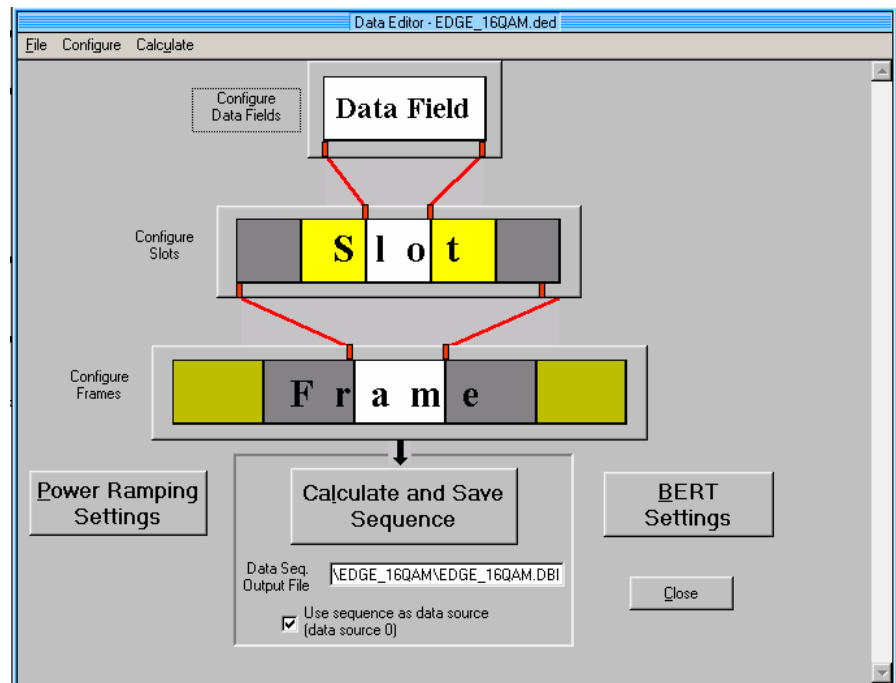 Data Editor - EDGE_16QAM.ded
File Configure Calculate
Configure
Data Fields
Data Field
Configure
Slots
Slot
Configure
Frames
Frame
Power Ramping
Settings
Calculate and Save
Sequence
BERT
Settings
Data Seq.
Output File
\EDGE_16QAM\EDGE_16QAM.DBI
Use sequence as data source
(data source 0)
Close